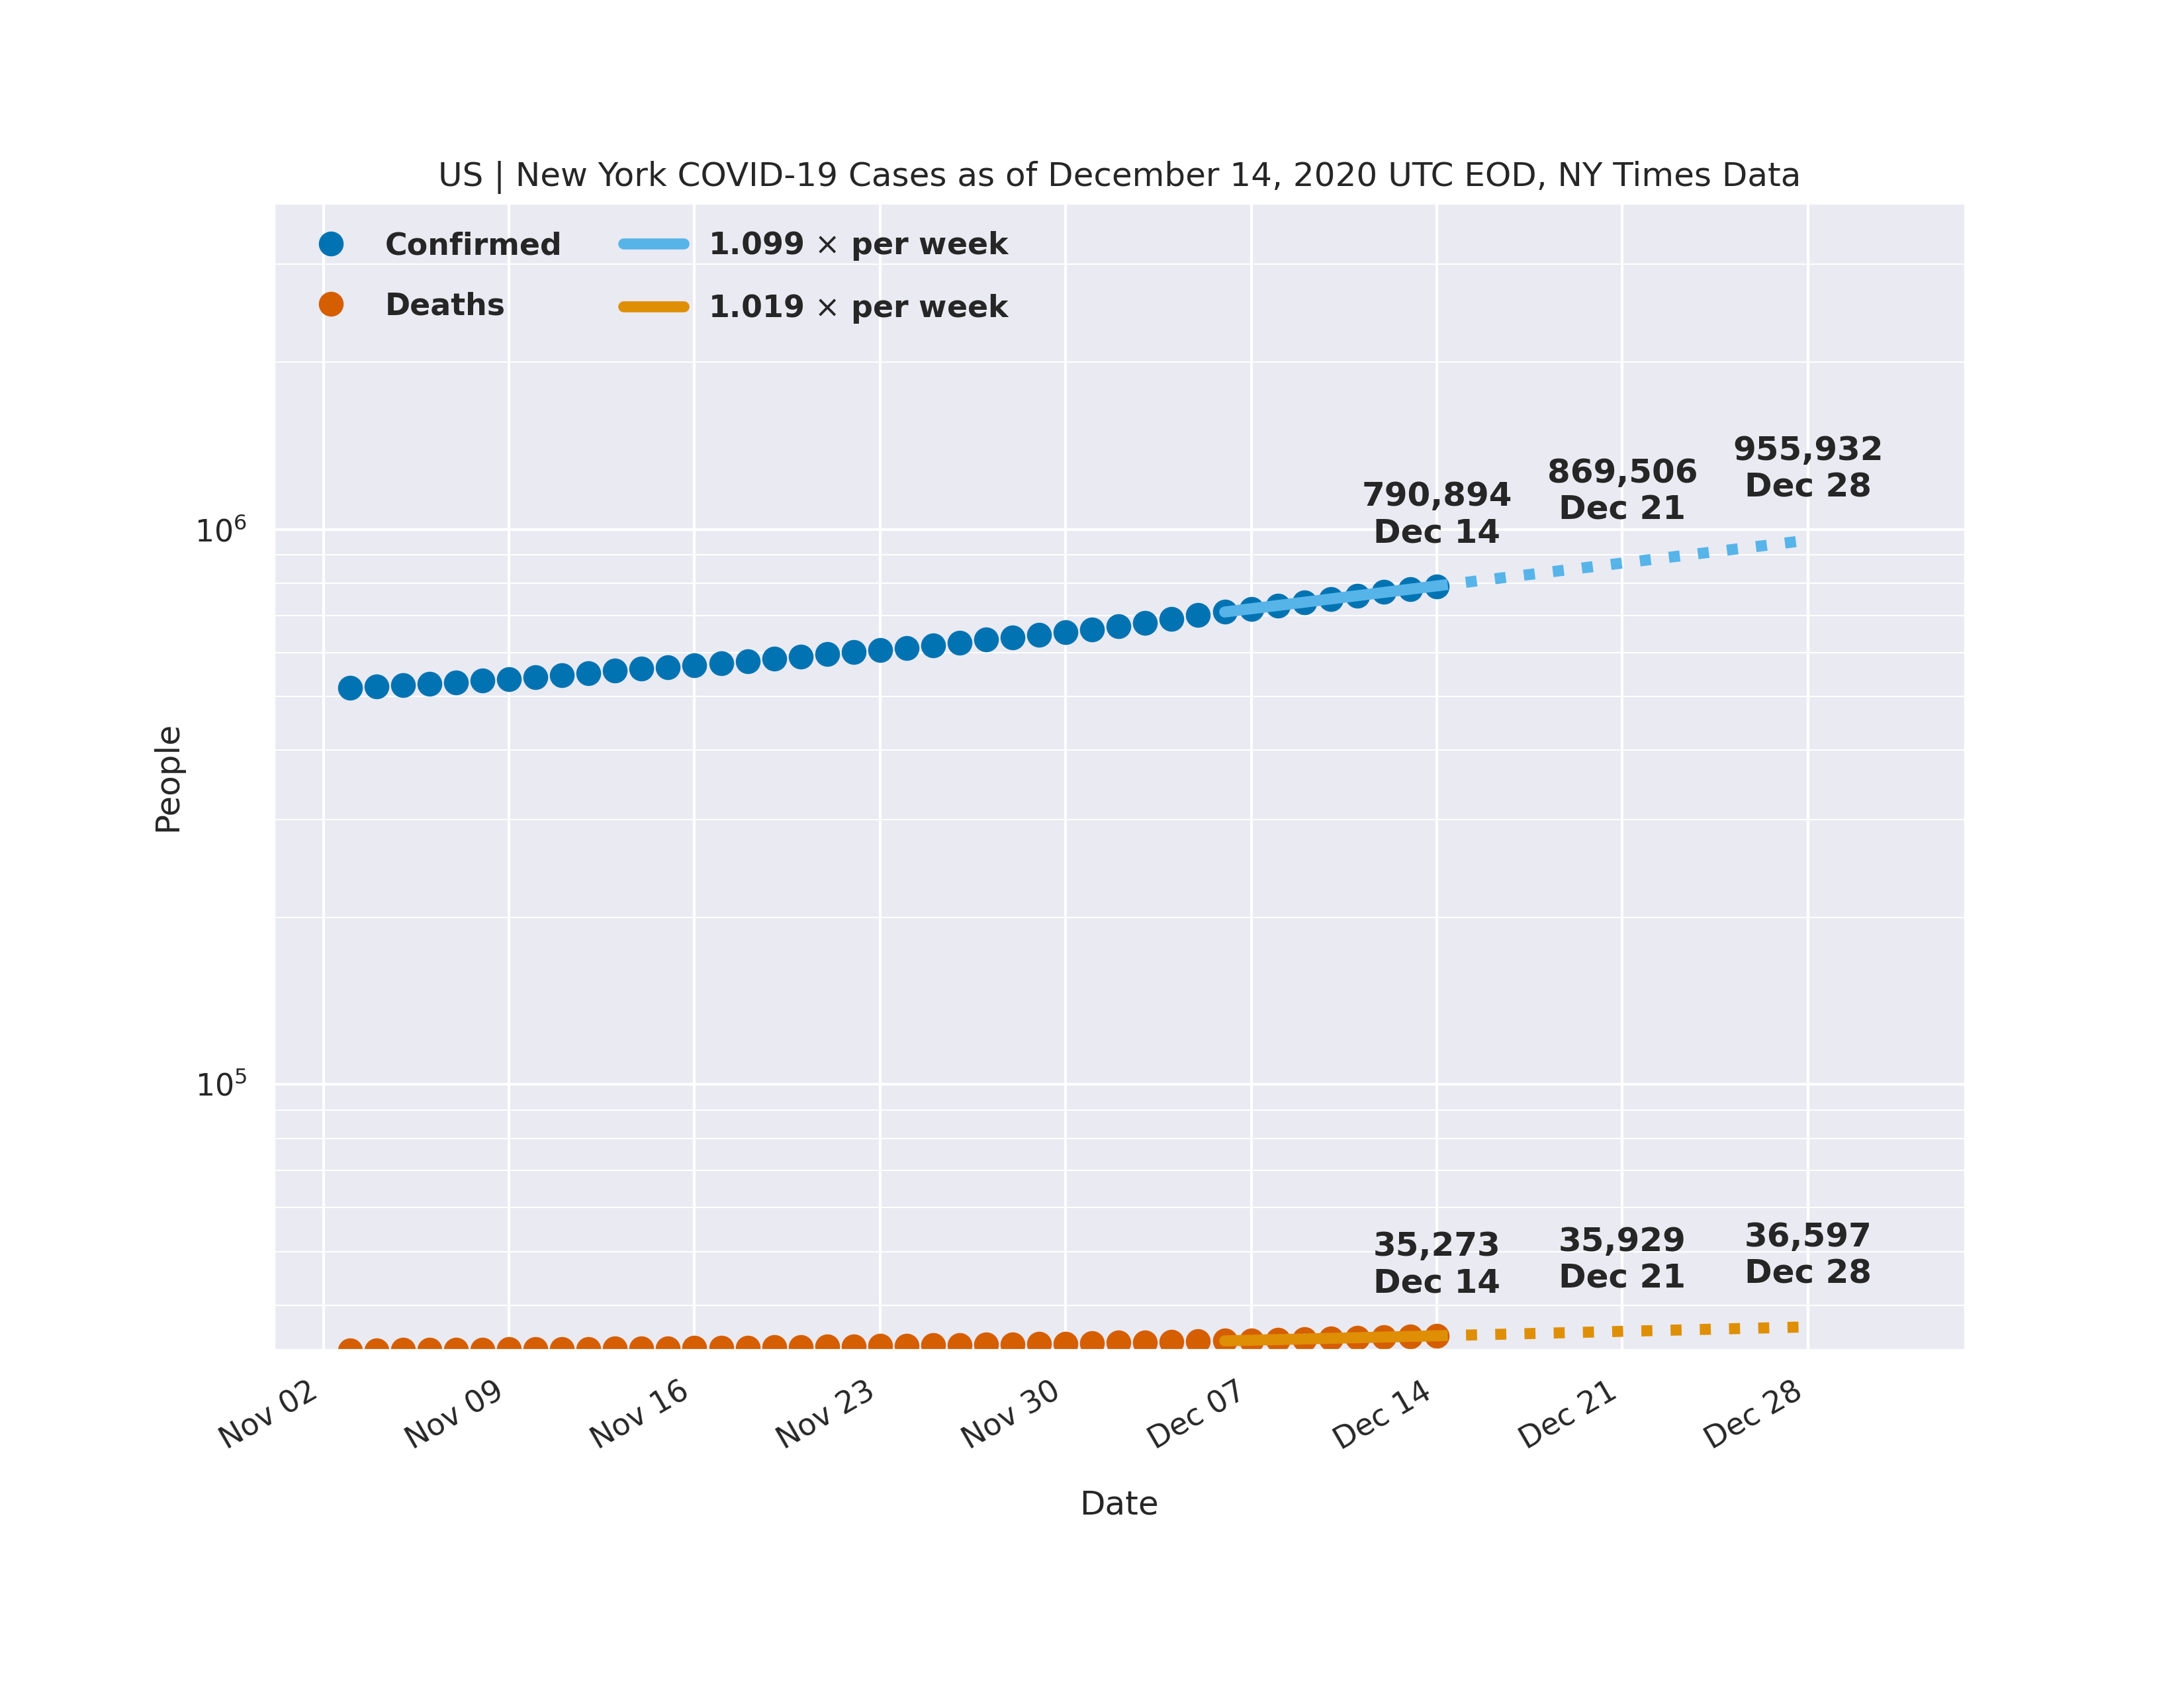 US | New York COVID-19 Cases as of December 14, 2020 UTC EOD, NY Times Data
Confirmed
1.099 × per week
Deaths
1.019 × per week
955,932
Dec 28
869,506
Dec 21
790,894
Dec 14
10⁶
People
10⁵
35,273
Dec 14
35,929
Dec 21
36,597
Dec 28
Nov 02
Nov 09
Nov 16
Nov 23
Nov 30
Dec 07
Dec 14
Dec 21
Dec 28
Date